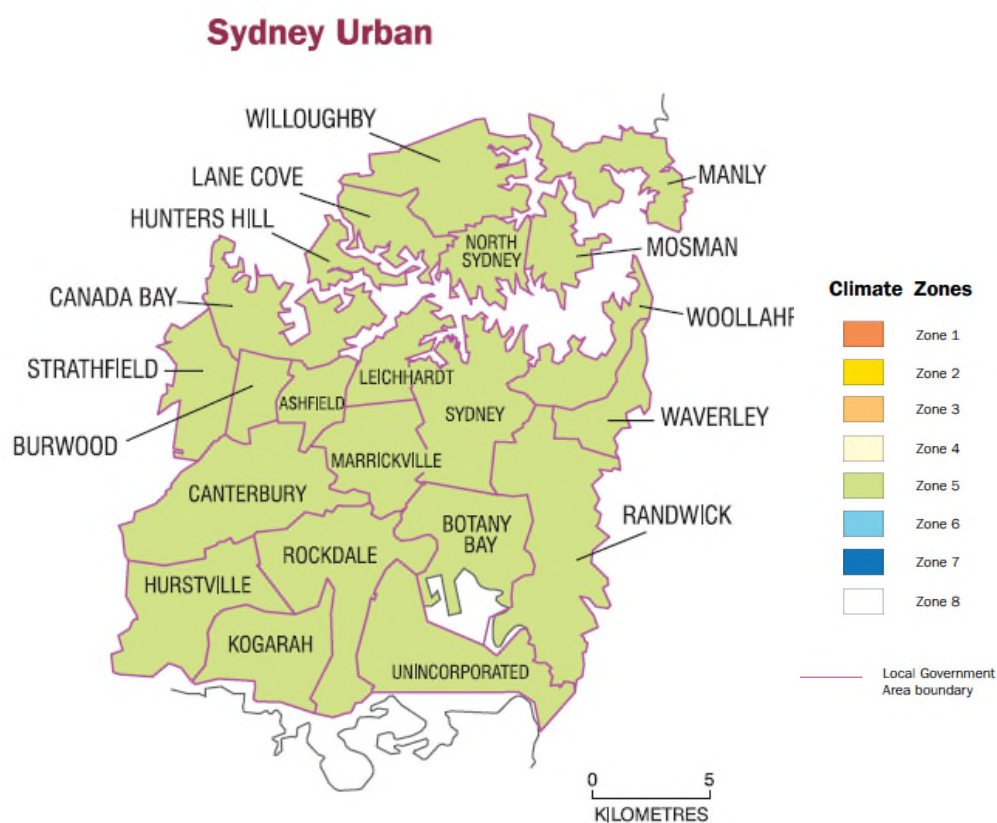 Sydney Urban
WILLOUGHBY
LANE COVE
HUNTERS HILL
CANADA BAY
STRATHFIELD
BURWOOD
MANLY
NORTH
SYDNEY
MOSMAN
WOOLLAHR
LEICHHARDT
ASHFIELD
SYDNEY
WAVERLEY
MARRICKVILLE
CANTERBURY
BOTANY
BAY
RANDWICK
ROCKDALE
HURSTVILLE
KOGARAH
UNINCORPORATED
0 5
KILOMETRES
Climate Zones
Zone 1
Zone 2
Zone 3
Zone 4
Zone 5
Zone 6
Zone 7
Zone 8
Local Government
Area boundary